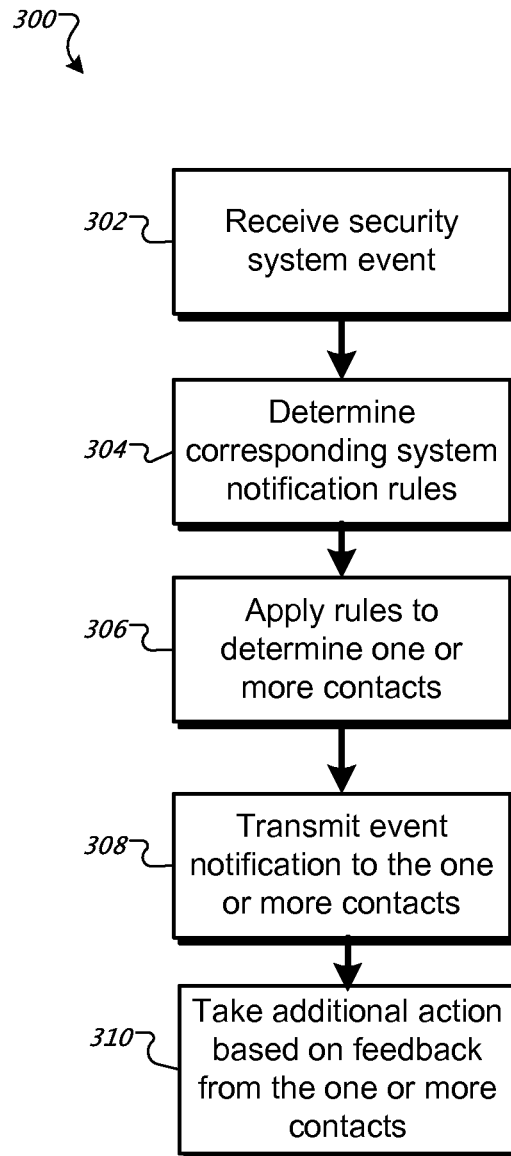 300
302
Receive security
system event
304
Determine
corresponding system
notification rules
306
Apply rules to
determine one or
more contacts
308
Transmit event
notification to the one
or more contacts
310
Take additional action
based on feedback
from the one or more
contacts